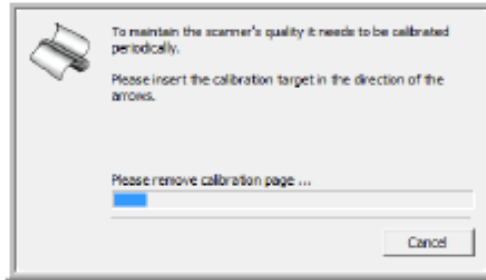 To maintain the scanner's quality it needs to be calibrated
periodically.
Please insert the calibration target in the direction of the
arrows.
Please remove calibration page ...
Cancel